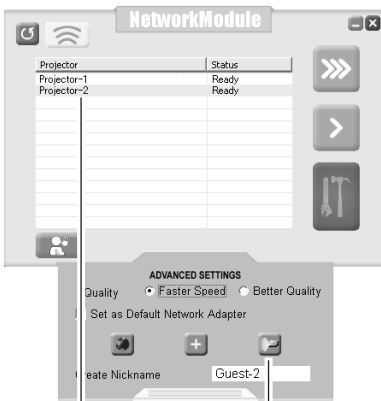 NetworkModule
Projector Status
Projector-1 Ready
Projector-2 Ready
ADVANCED SETTINGS
Quality Faster Speed Better Quality
Set as Default Network Adapter
Create Nickname Guest-2